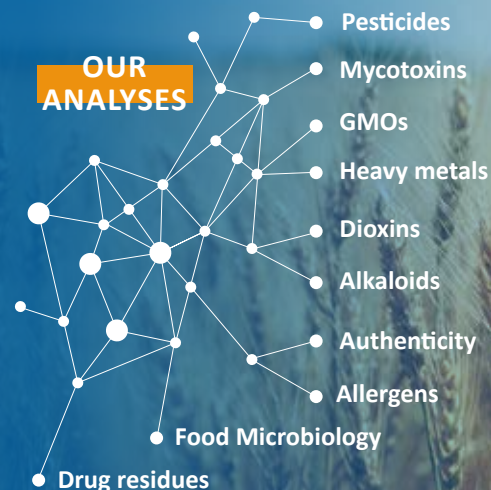 OUR
ANALYSES
Pesticides
Mycotoxins
GMOs
Heavy metals
Dioxins
Alkaloids
Authenticity
Allergens
Food Microbiology
Drug residues